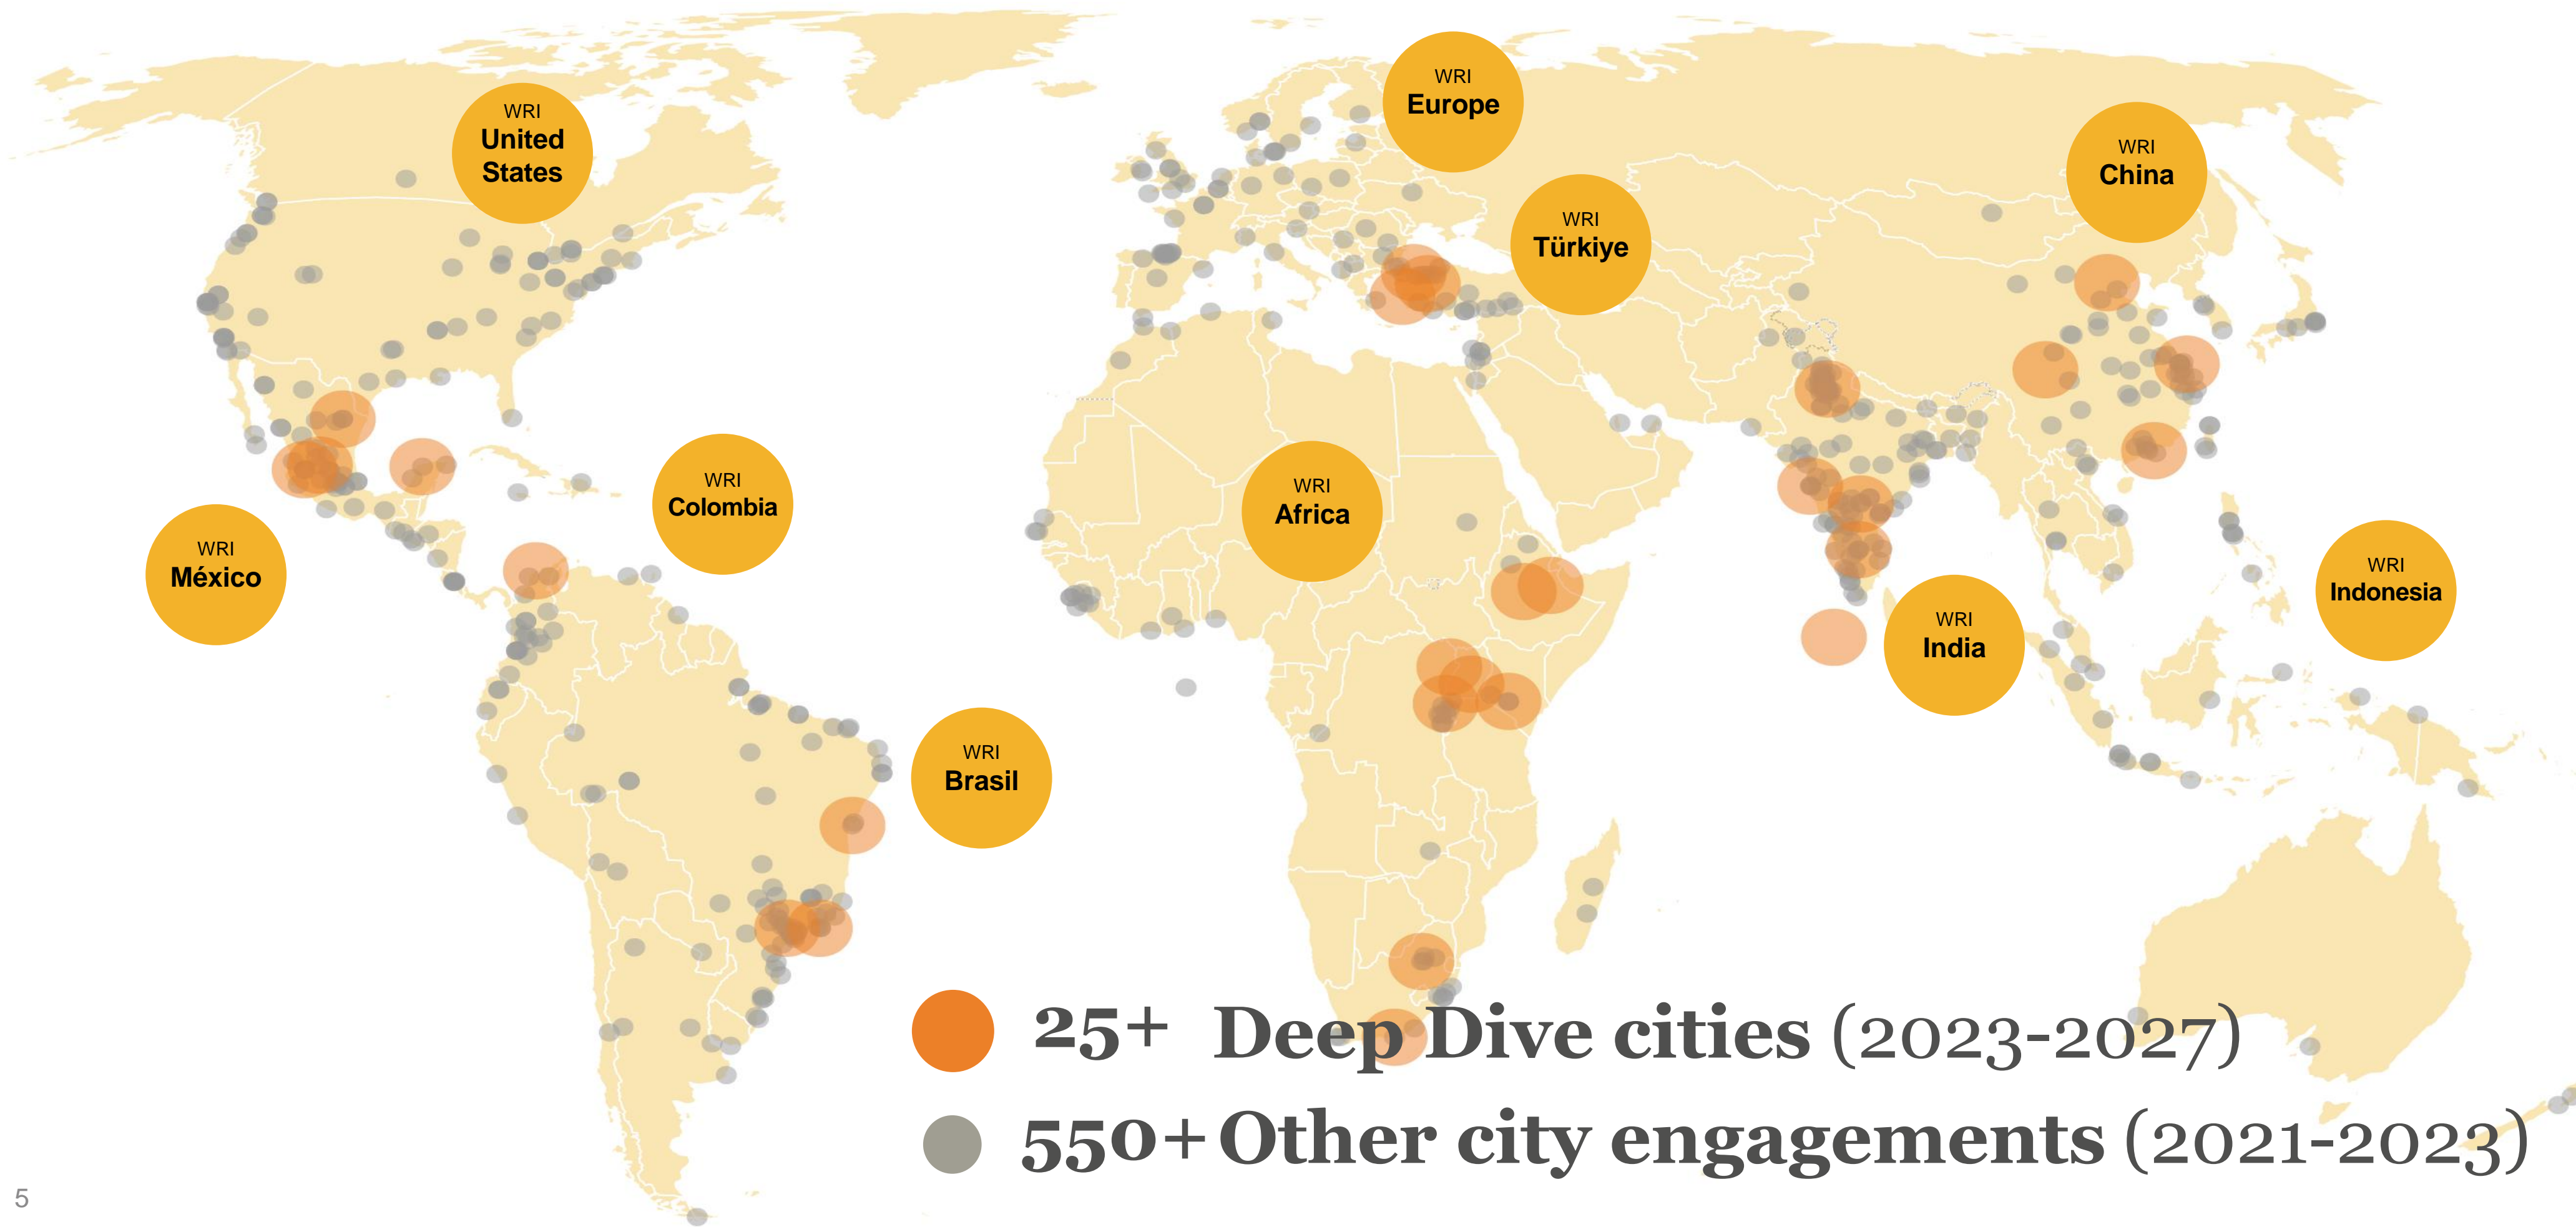 WRI
Europe
WRI
United
States
WRI
China
WRI
Türkiye
WRI
Colombia
WRI
Africa
WRI
México
WRI
Indonesia
WRI
India
WRI
Brasil
25+ Deep Dive cities (2023-2027)
550+ Other city engagements (2021-2023)
5